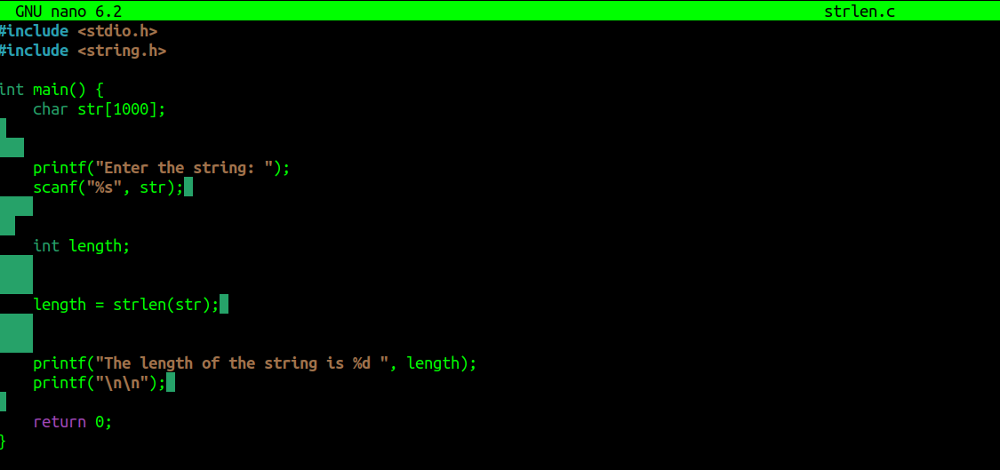 GNU nano 6.2 strlen.c
#include <stdio.h>
#include <string.h>
int main() {
char str[1000];
printf("Enter the string: ");
scanf("%s", str);
int length;
length = strlen(str);
printf("The length of the string is %d ", length);
printf("\n\n");
return 0;
}